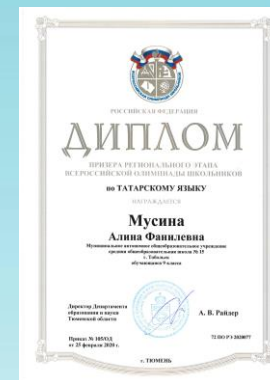 РОССИЙСКАЯ ФЕДЕРАЦИЯ
ДИПЛОМ
ПРИЗЕРА РЕГИОНАЛЬНОГО ЭТАПА
ВСЕРОССИЙСКОЙ ОЛИМПИАДЫ ШКОЛЬНИКОВ
по ТАТАРСКОМУ ЯЗЫКУ
НАГРАЖДАЕТСЯ
Мусина
Алина Фанилевна
Муниципальное автономное общеобразовательное учреждение
средняя общеобразовательная школа № 15
г. Тобольск
обучающаяся 9 класса
Директор Департамента
образования и науки
Тюменской области
А. В. Райдер
Приказ № 105/ОД
от 25 февраля 2020 г.
г. ТЮМЕНЬ